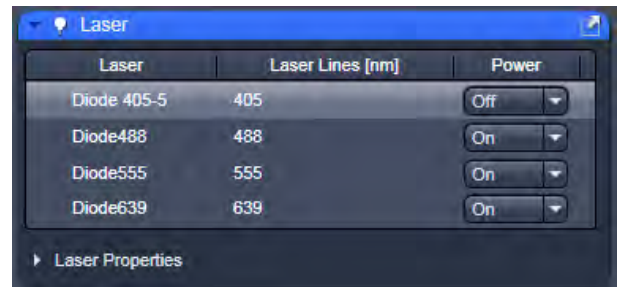 Laser
Laser Laser Lines [nm] Power
Diode 405-5 405 Off
Diode488 488 On
Diode555 555 On
Diode639 639 On
Laser Properties